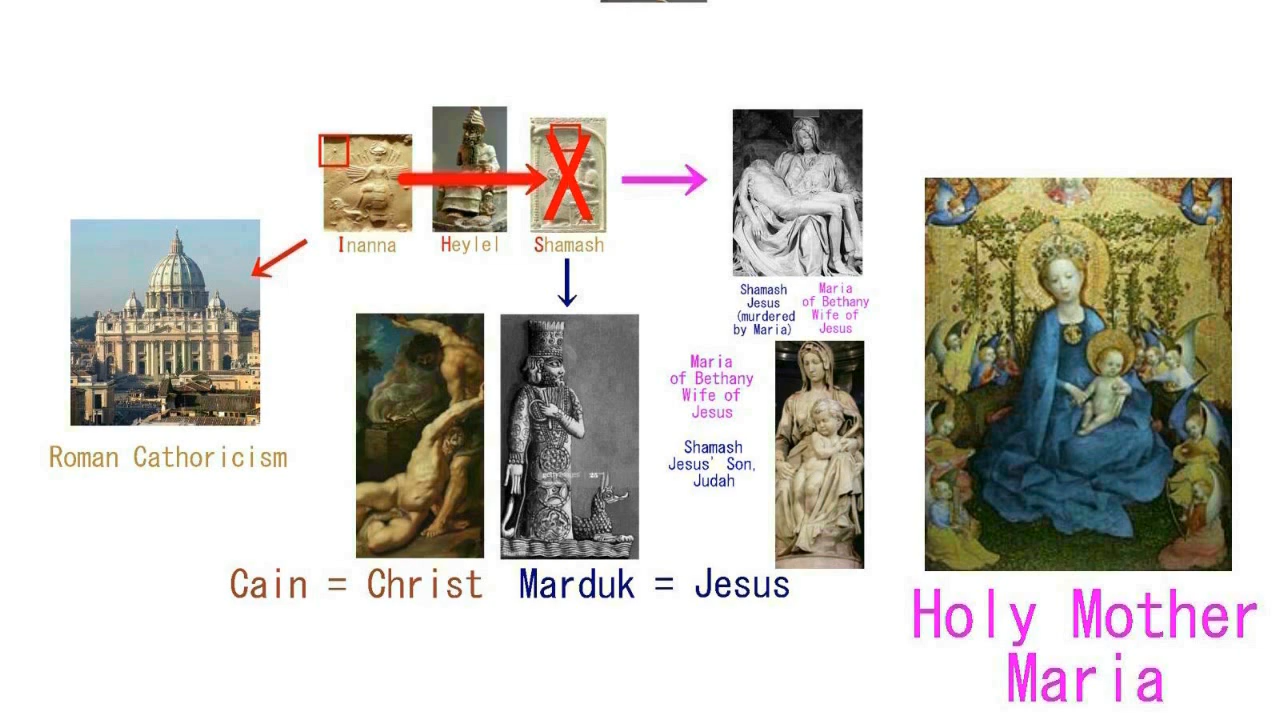 Inanna
Heylel
Shamash
Roman Cathoricism
Shamash
Jesus
(murdered
by Maria)
Maria
of Bethany
Wife of
Jesus
Maria
of Bethany
Wife of
Jesus
Shamash
Jesus' Son,
Judah
Cain = Christ
Marduk = Jesus
Holy Mother
Maria